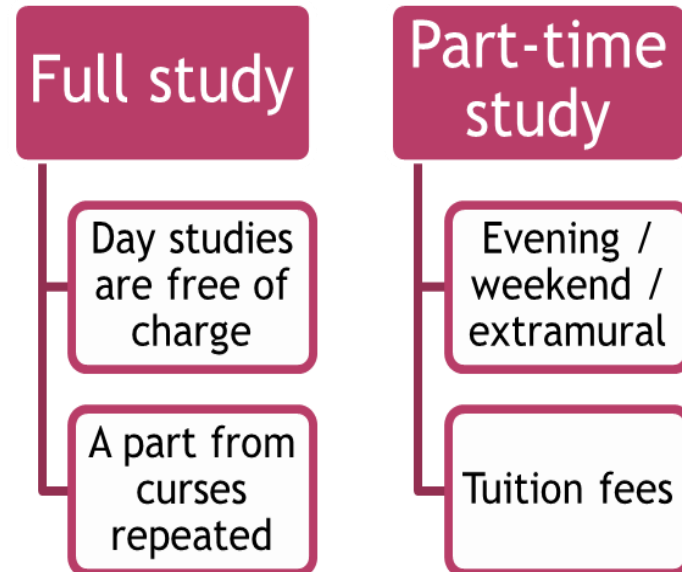 Full study
Day studies
are free of
charge
A part from
curses
repeated
Part-time
study
Evening /
weekend /
extramural
Tuition fees